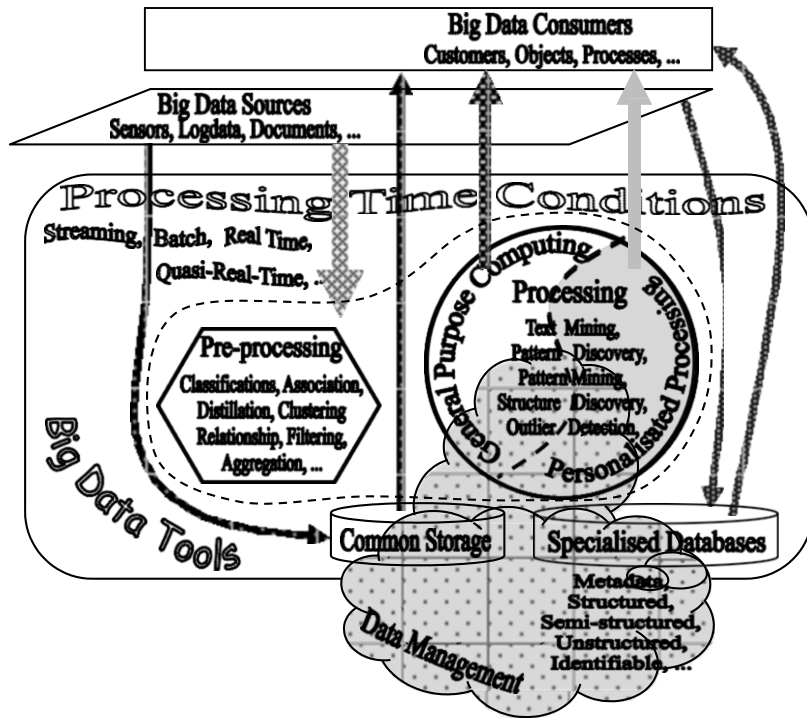 Big Data Consumers
Customers, Objects, Processes, ...
Big Data Sources
Sensors, Logdata, Documents, ...
Processing Time Conditions
Streaming, Batch, Real Time,
Quasi-Real-Time, ...
General Purpose Computing
Personalisated Processing
Processing
Text Mining,
Pattern Discovery,
Pattern Mining,
Structure Discovery,
Outlier Detection,
Pre-processing
Classifications, Association,
Distillation, Clustering
Relationship, Filtering,
Aggregation, ...
Big Data Tools
Common Storage
Specialised Databases
Metadata,
Structured,
Semi-structured,
Unstructured,
Identifiable, ...
Data Management